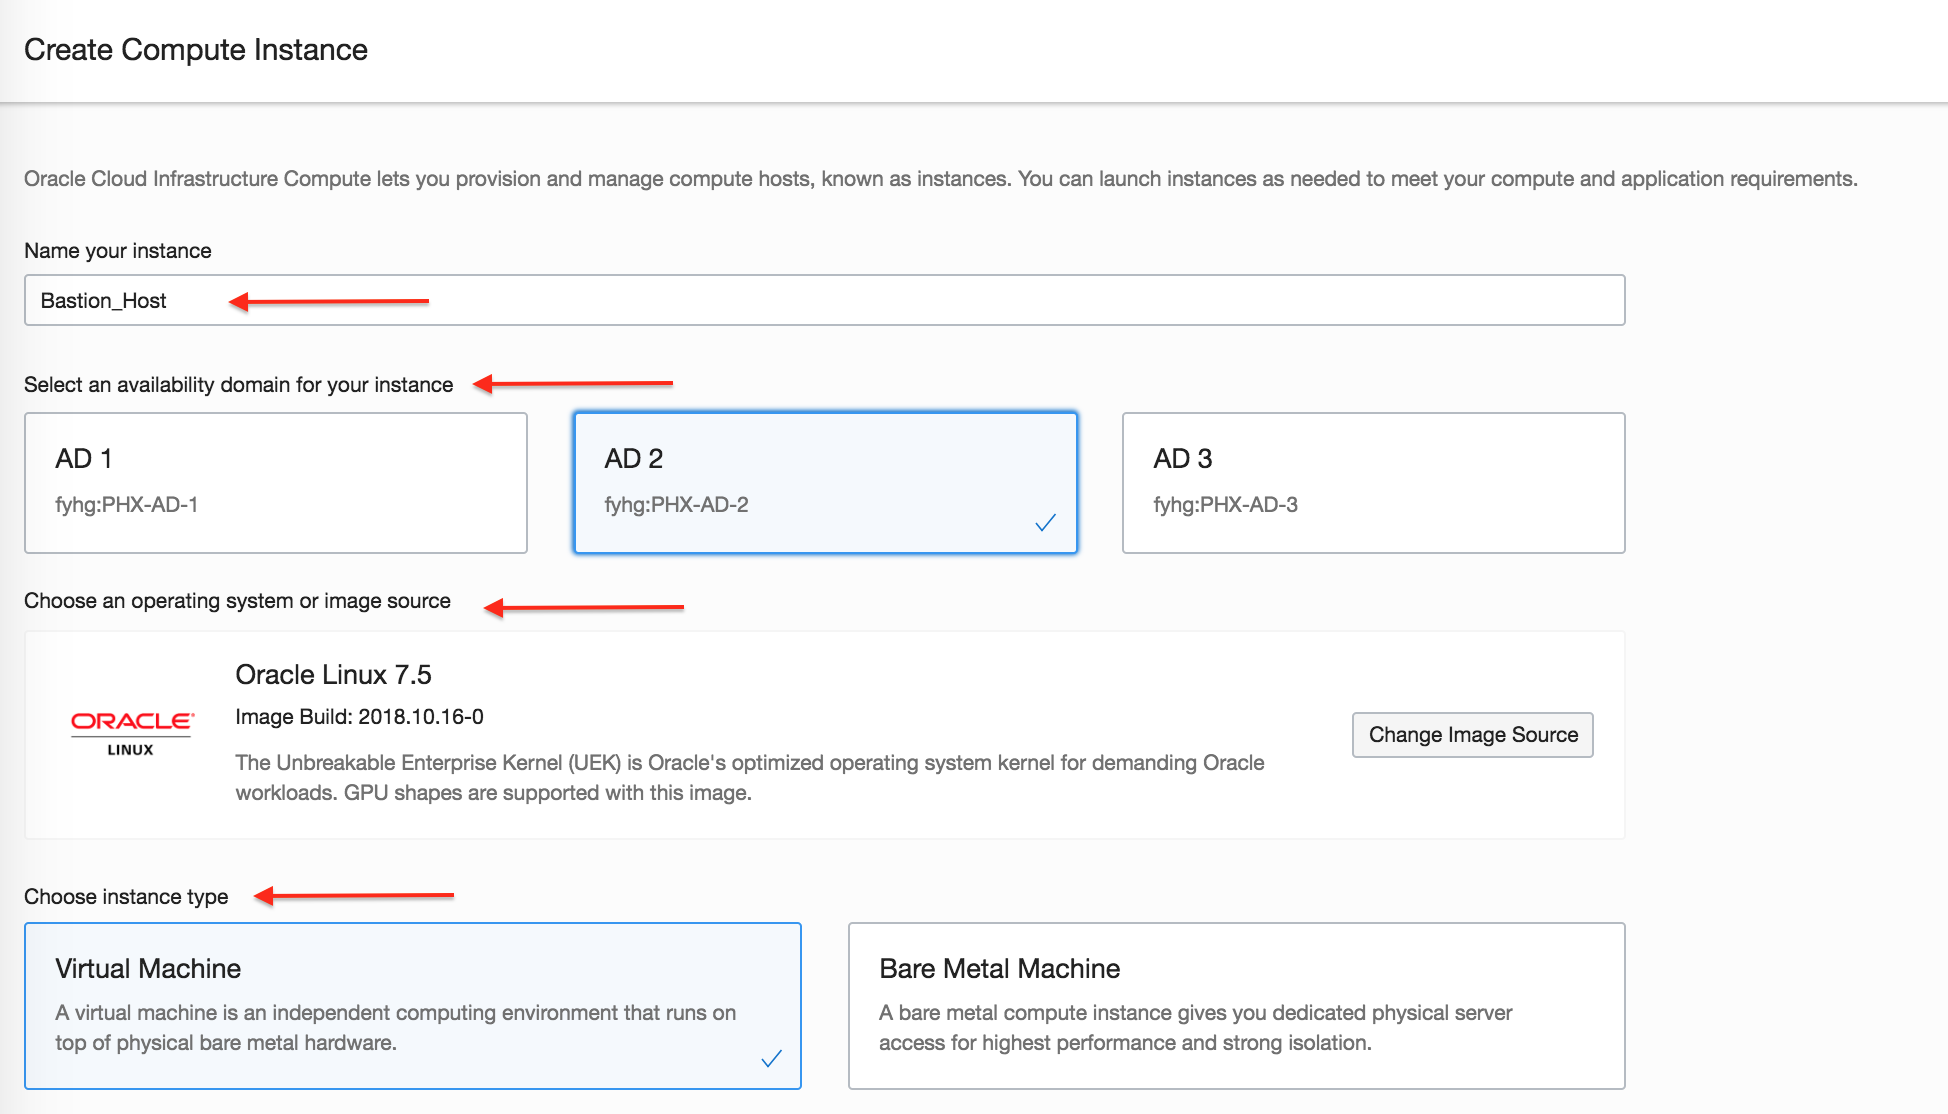 Create Compute Instance
Oracle Cloud Infrastructure Compute lets you provision and manage compute hosts, known as instances. You can launch instances as needed to meet your compute and application requirements.
Name your instance
Bastion_Host
Select an availability domain for your instance
AD 1
fyhg:PHX-AD-1
AD 2
fyhg:PHX-AD-2
AD 3
fyhg:PHX-AD-3
Choose an operating system or image source
ORACLE
LINUX
Oracle Linux 7.5
Image Build: 2018.10.16-0
The Unbreakable Enterprise Kernel (UEK) is Oracle's optimized operating system kernel for demanding Oracle
workloads. GPU shapes are supported with this image.
Change Image Source
Choose instance type
Virtual Machine
A virtual machine is an independent computing environment that runs on
top of physical bare metal hardware.
Bare Metal Machine
A bare metal compute instance gives you dedicated physical server
access for highest performance and strong isolation.